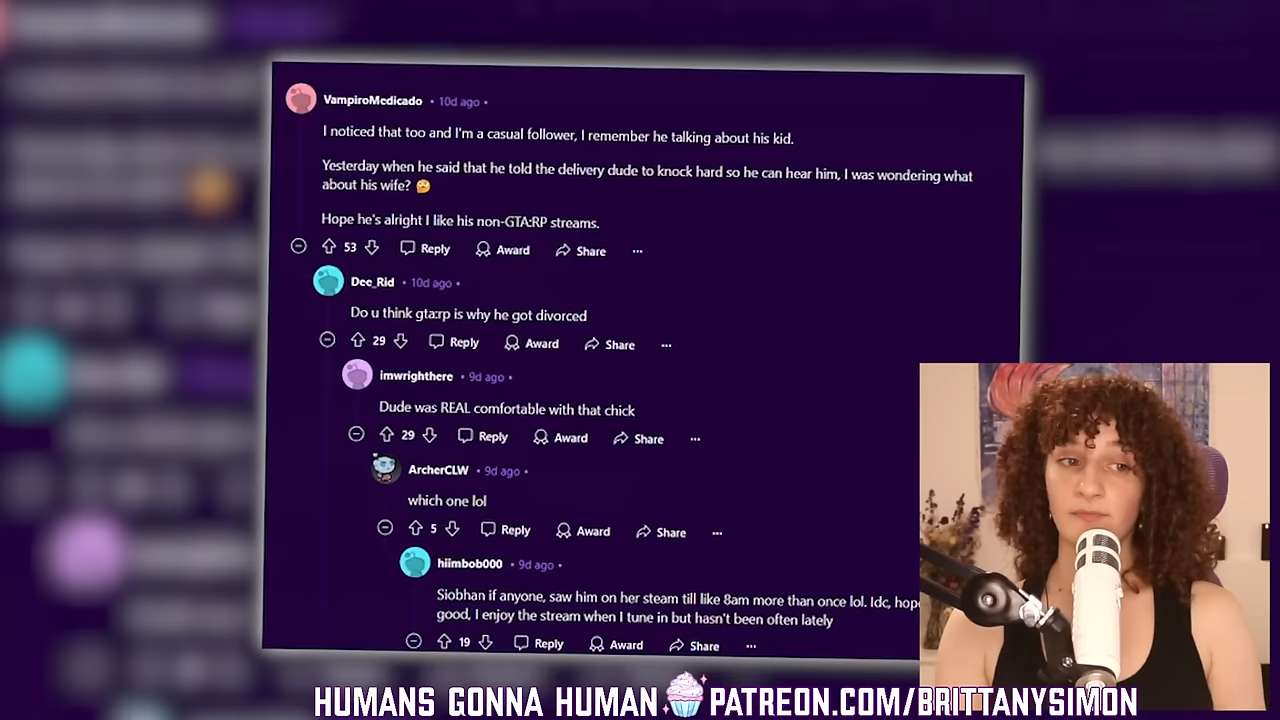 VampiroMedicado • 10d ago •
I noticed that too and I'm a casual follower, I remember he talking about his kid.
Yesterday when he said that he told the delivery dude to knock hard so he can hear him, I was wondering what
about his wife? 🤔
Hope he's alright I like his non-GTA:RP streams.
53 Reply Award Share ...
Dee_Rid • 10d ago •
Do u think gta:rp is why he got divorced
29 Reply Award Share ...
imwrighthere • 9d ago •
Dude was REAL comfortable with that chick
29 Reply Award Share ...
ArcherCLW • 9d ago •
which one lol
5 Reply Award Share ...
hiimbob000 • 9d ago •
Siobhan if anyone, saw him on her steam till like 8am more than once lol. Idc, hope
good, I enjoy the stream when I tune in but hasn't been often lately
19 Reply Award Share ...
HUMANS GONNA HUMAN PATREON.COM/BRITTANYSIMON